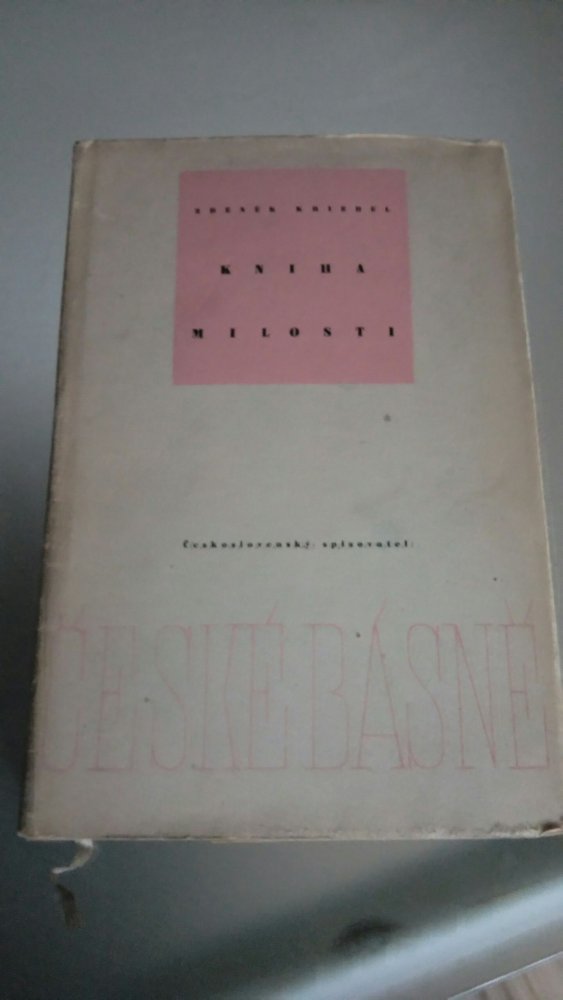 ZDENĚK KRIEBEL
KNIHA
MILOSTI
Československý spisovatel
ČESKÉ BÁSNĚ